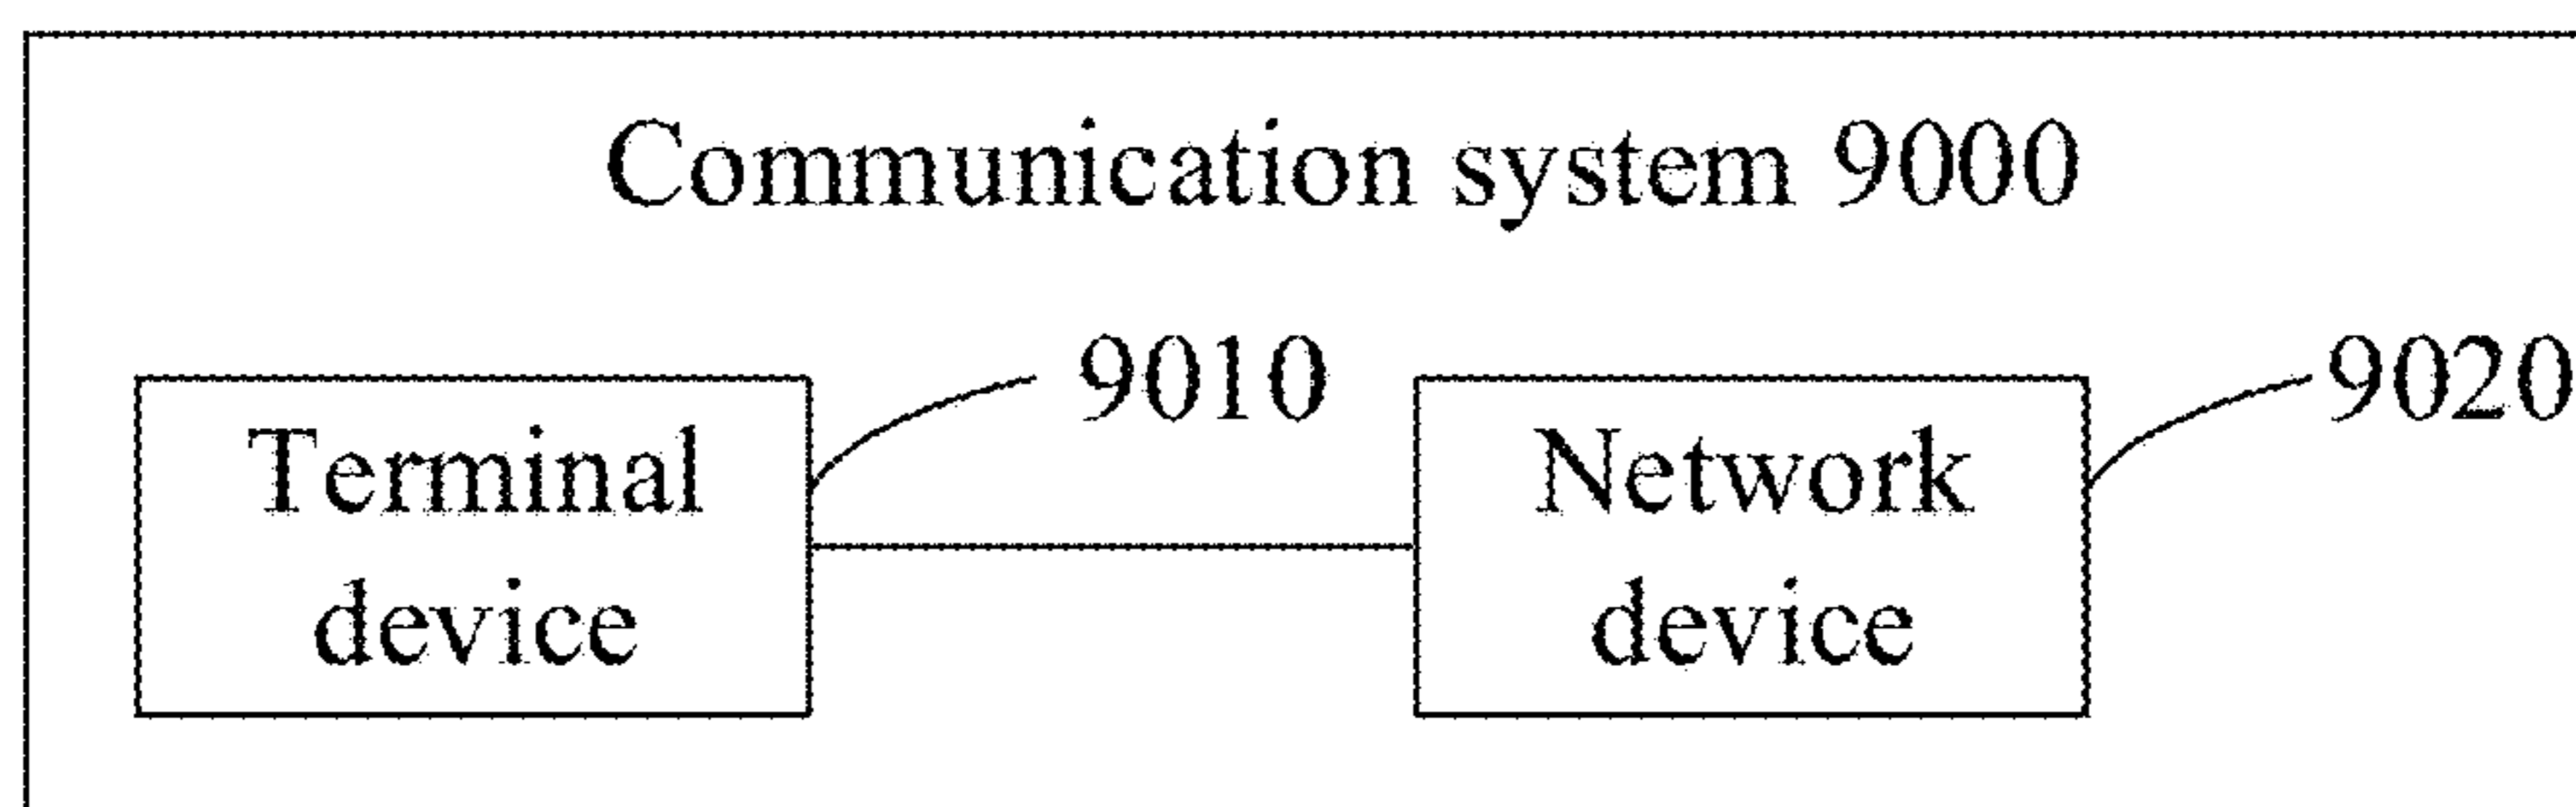 Communication system 9000
9010
9020
Terminal
device
Network
device